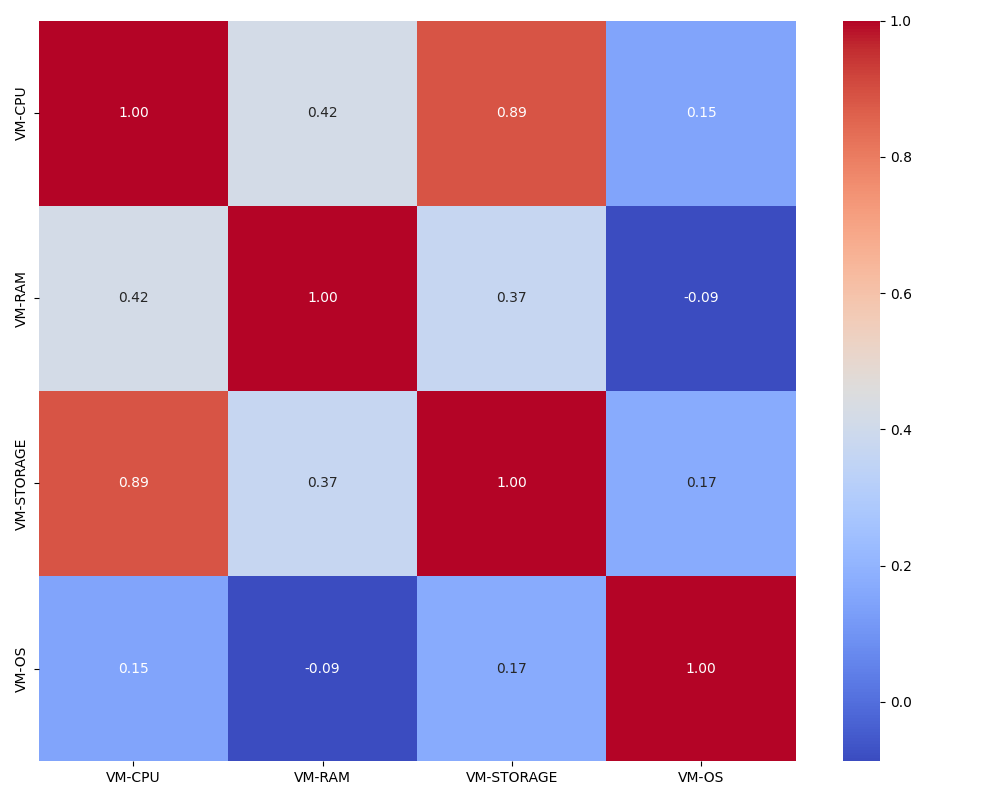 VM-CPU 1.00 0.42 0.89 0.15
VM-RAM 0.42 1.00 0.37 -0.09
VM-STORAGE 0.89 0.37 1.00 0.17
VM-OS 0.15 -0.09 0.17 1.00
VM-CPU VM-RAM VM-STORAGE VM-OS
1.0
0.8
0.6
0.4
0.2
0.0